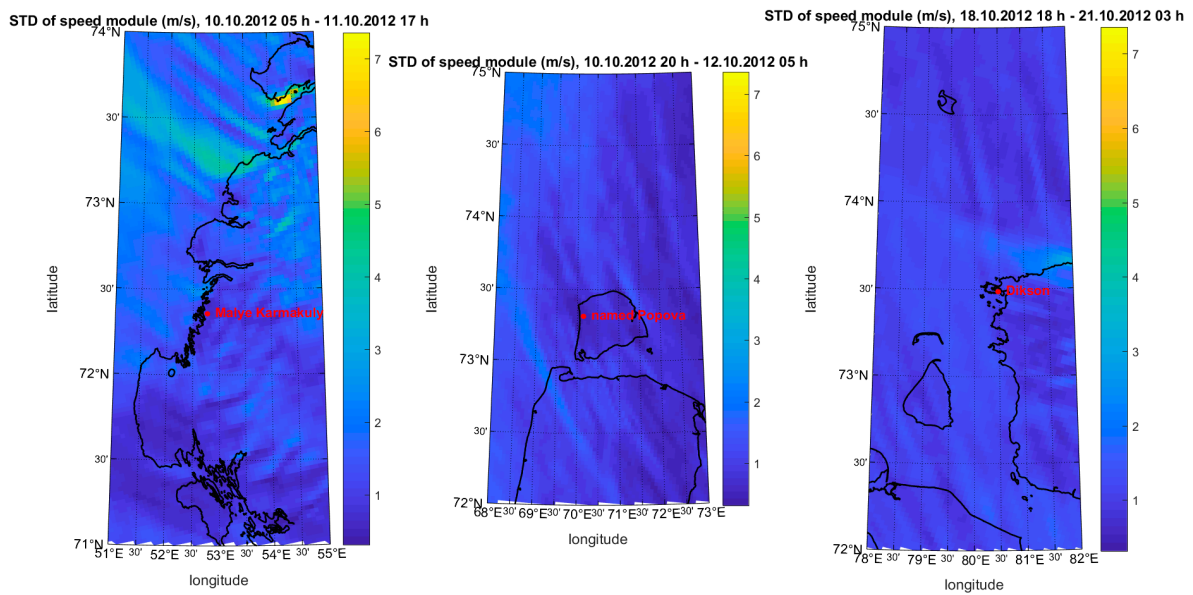 STD of speed module (m/s), 10.10.2012 05 h - 11.10.2012 17 h
74°N
30'
73°N
30'
72°N
30'
71°N
51°E 30' 52°E 30' 53°E 30' 54°E 30' 55°E
latitude
longitude
Malye Karmakuly
7
6
5
4
3
2
1
STD of speed module (m/s), 10.10.2012 20 h - 12.10.2012 05 h
75°N
30'
74°N
30'
73°N
30'
72°N
68°E 30' 69°E 30' 70°E 30' 71°E 30' 72°E 30' 73°E
latitude
longitude
named Popova
7
6
5
4
3
2
1
STD of speed module (m/s), 18.10.2012 18 h - 21.10.2012 03 h
75°N
30'
74°N
30'
73°N
30'
72°N
78°E 30' 79°E 30' 80°E 30' 81°E 30' 82°E
latitude
longitude
Dikson
7
6
5
4
3
2
1